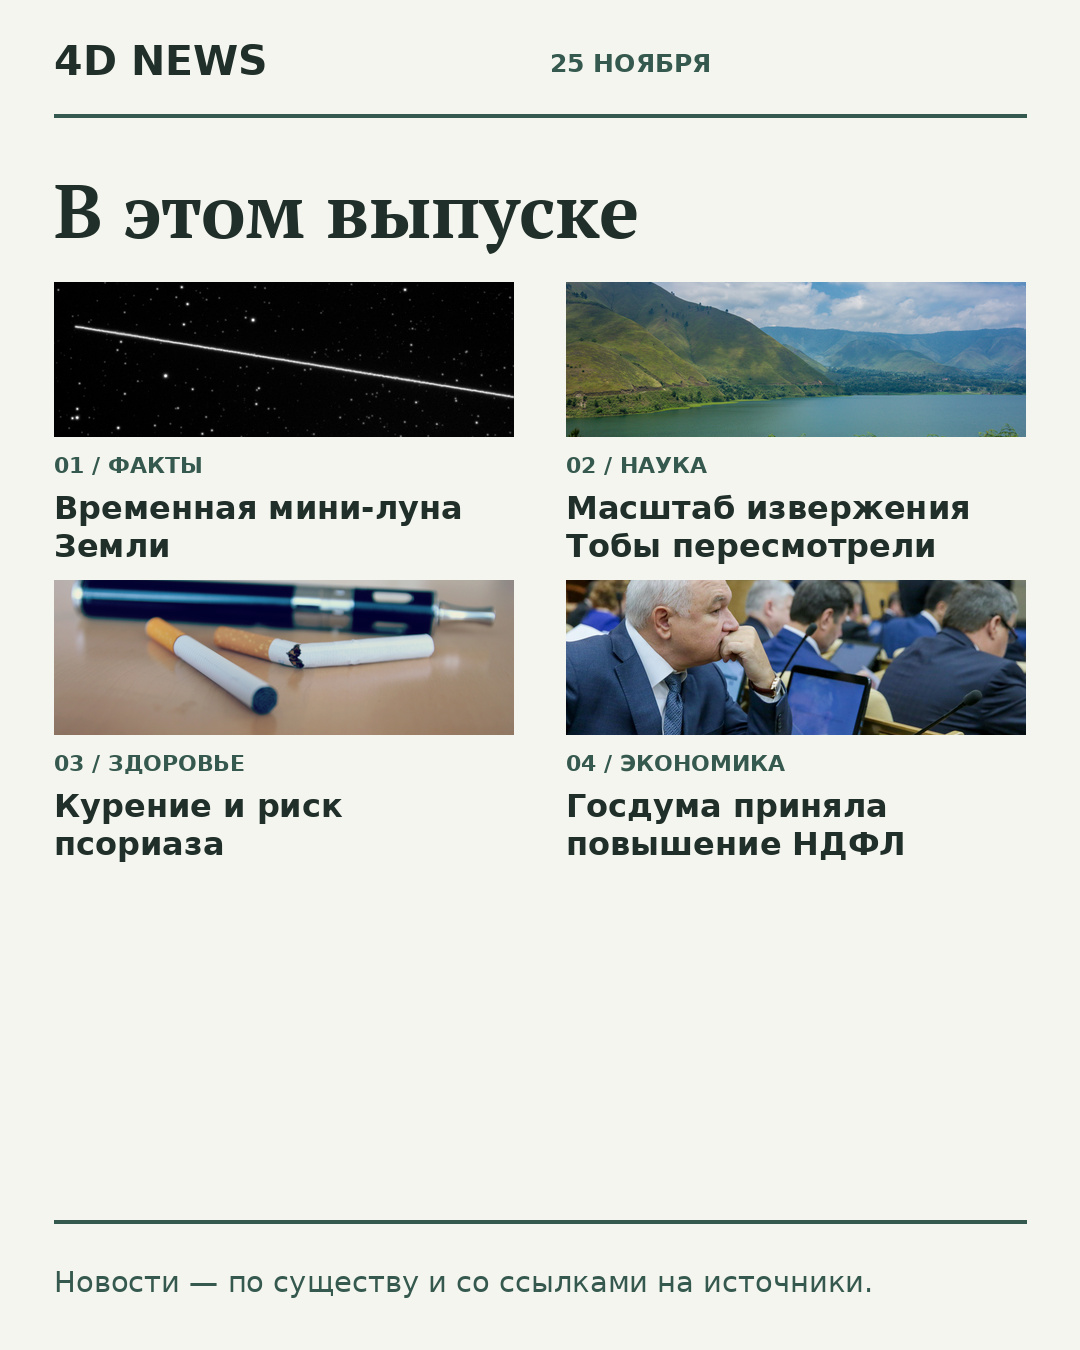 4D NEWS
25 НОЯБРЯ
В этом выпуске
01 / ФАКТЫ
Временная мини-луна
Земли
02 / НАУКА
Масштаб извержения
Тобы пересмотрели
03 / ЗДОРОВЬЕ
Курение и риск
псориаза
04 / ЭКОНОМИКА
Госдума приняла
повышение НДФЛ
Новости — по существу и со ссылками на источники.